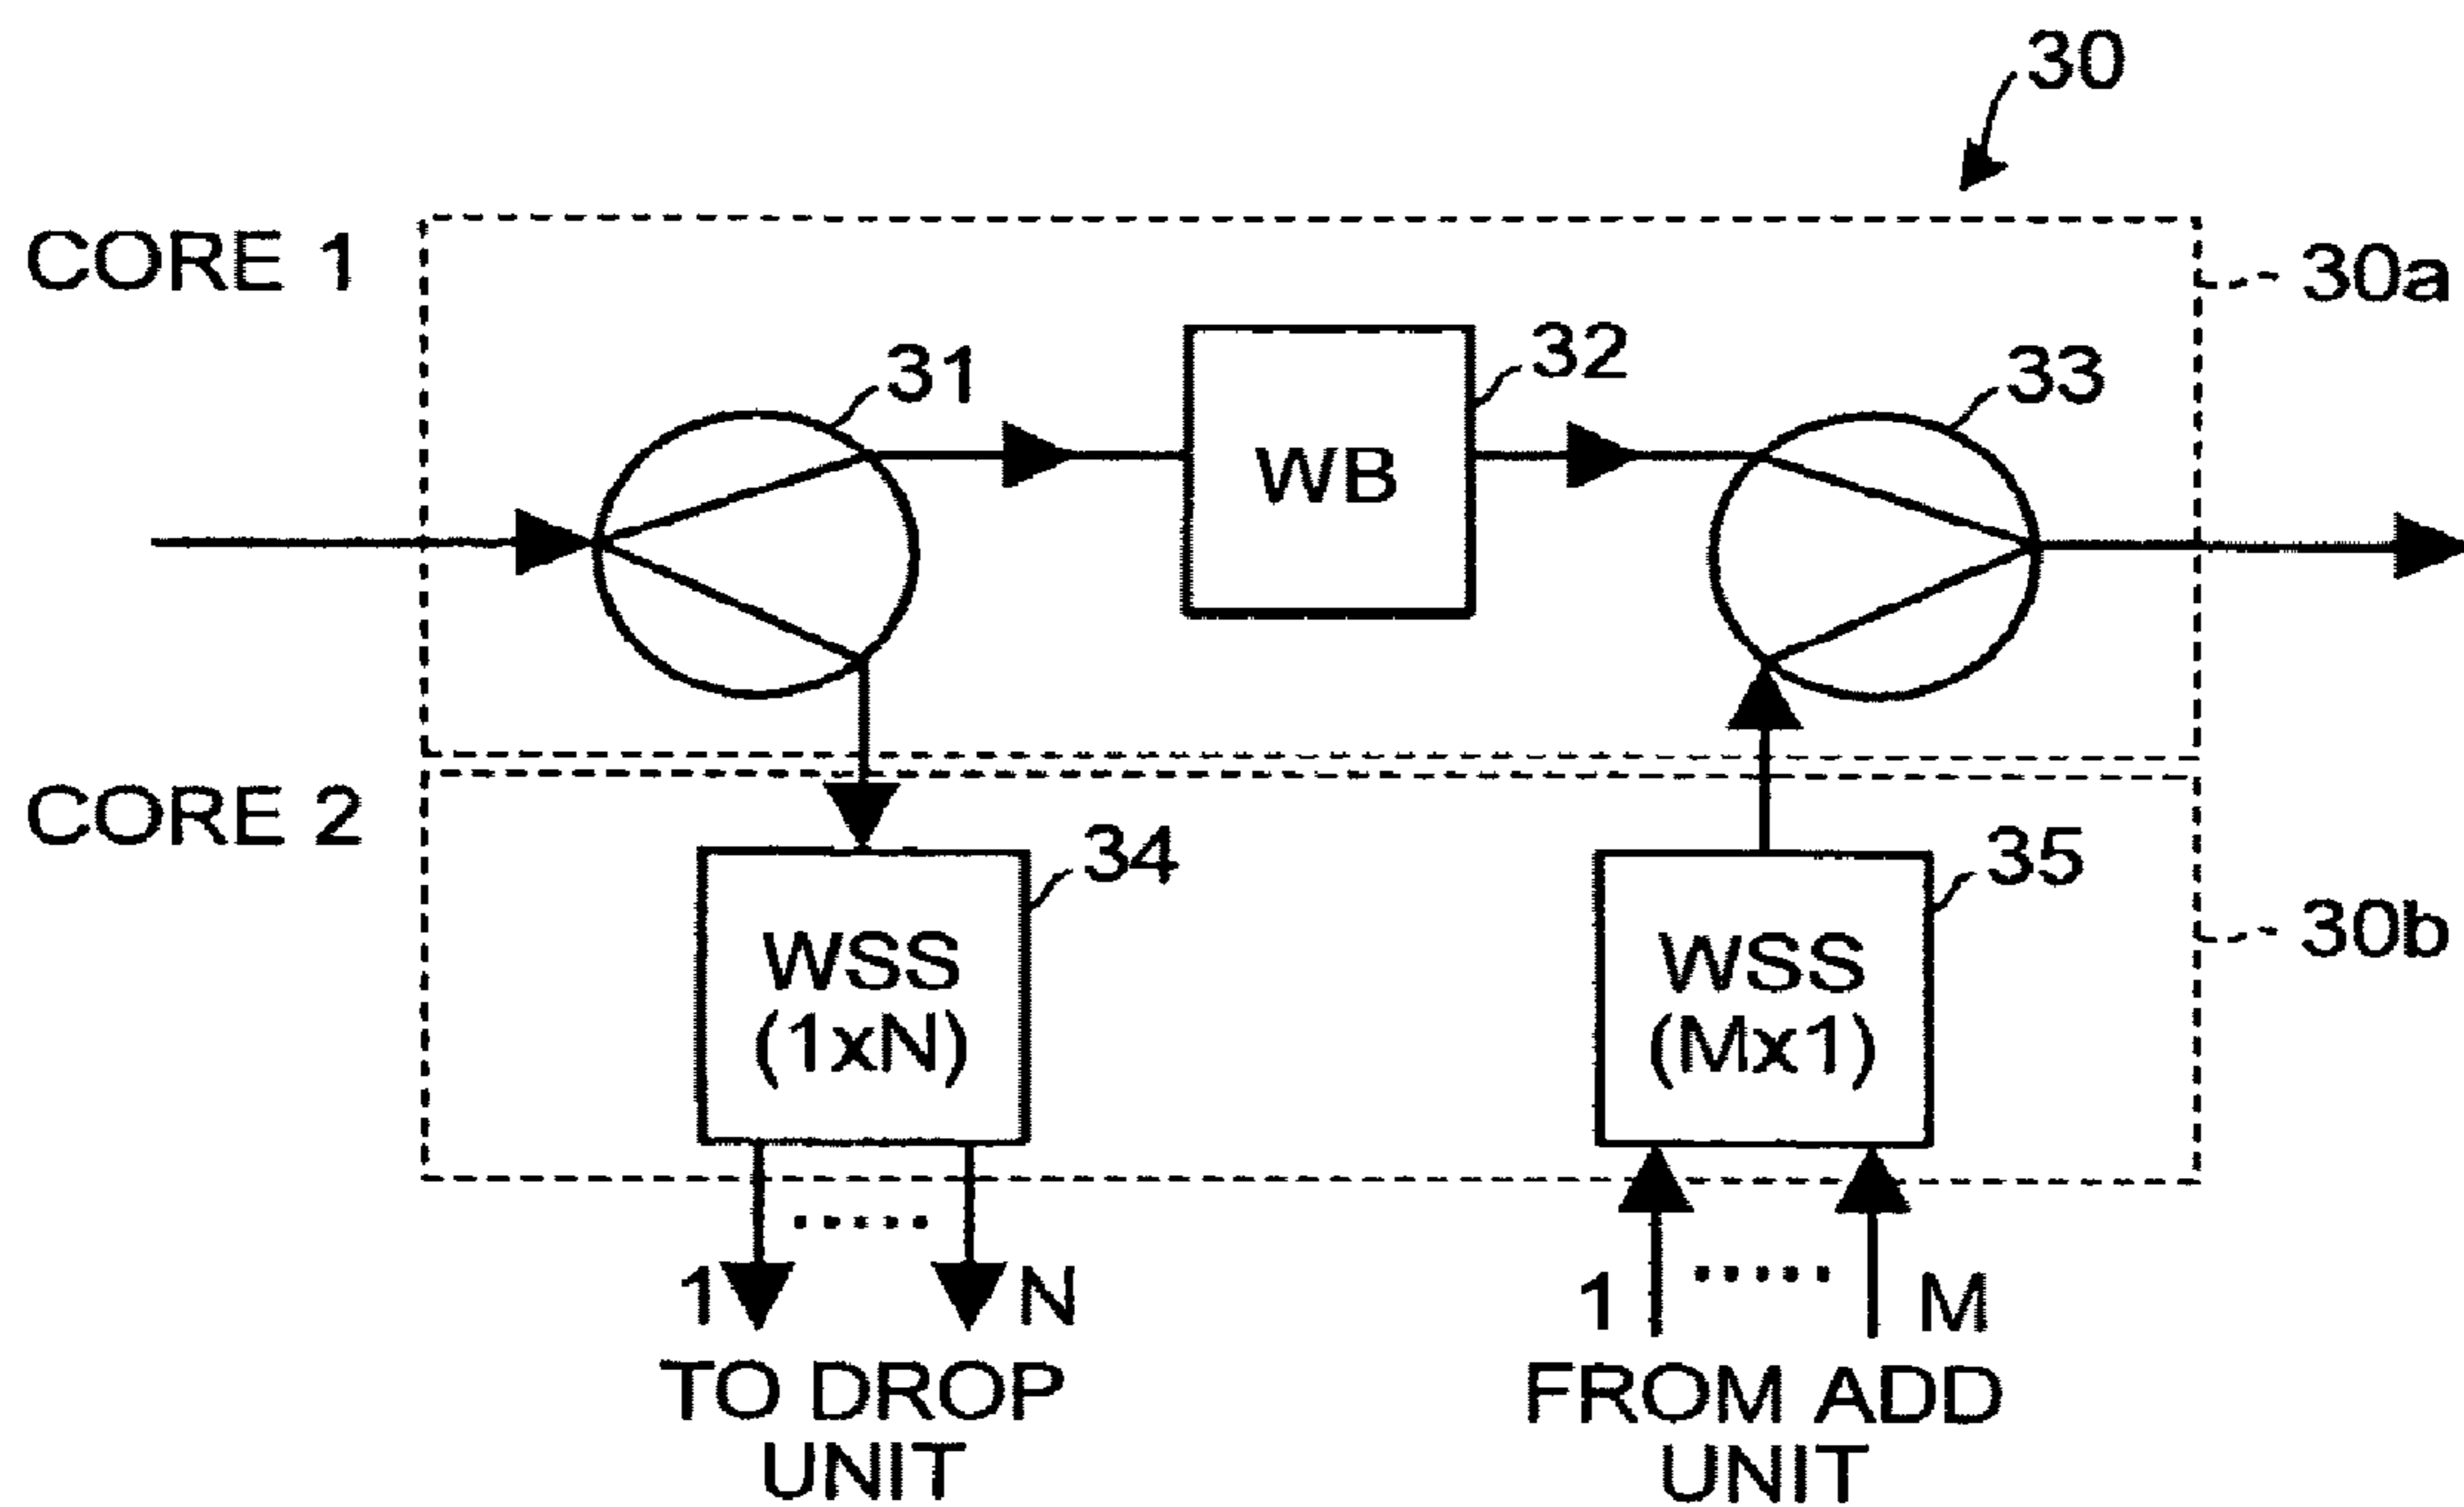 30
CORE 1
30a
31
32
33
WB
CORE 2
34
35
30b
WSS
(1xN)
WSS
(Mx1)
1 ..... N
1 ..... M
TO DROP
UNIT
FROM ADD
UNIT